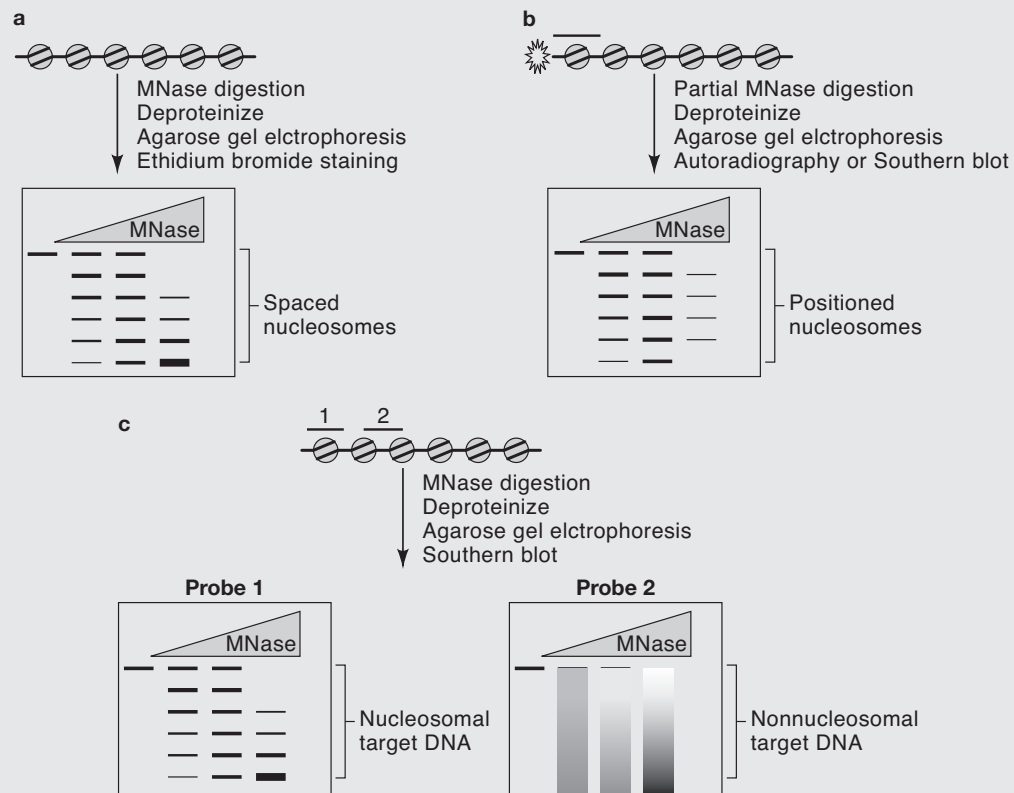 a
MNase digestion
Deproteinize
Agarose gel elctrophoresis
Ethidium bromide staining
MNase
Spaced
nucleosomes
b
Partial MNase digestion
Deproteinize
Agarose gel elctrophoresis
Autoradiography or Southern blot
MNase
Positioned
nucleosomes
c
1 2
MNase digestion
Deproteinize
Agarose gel elctrophoresis
Southern blot
Probe 1
MNase
Nucleosomal
target DNA
Probe 2
MNase
Nonnucleosomal
target DNA